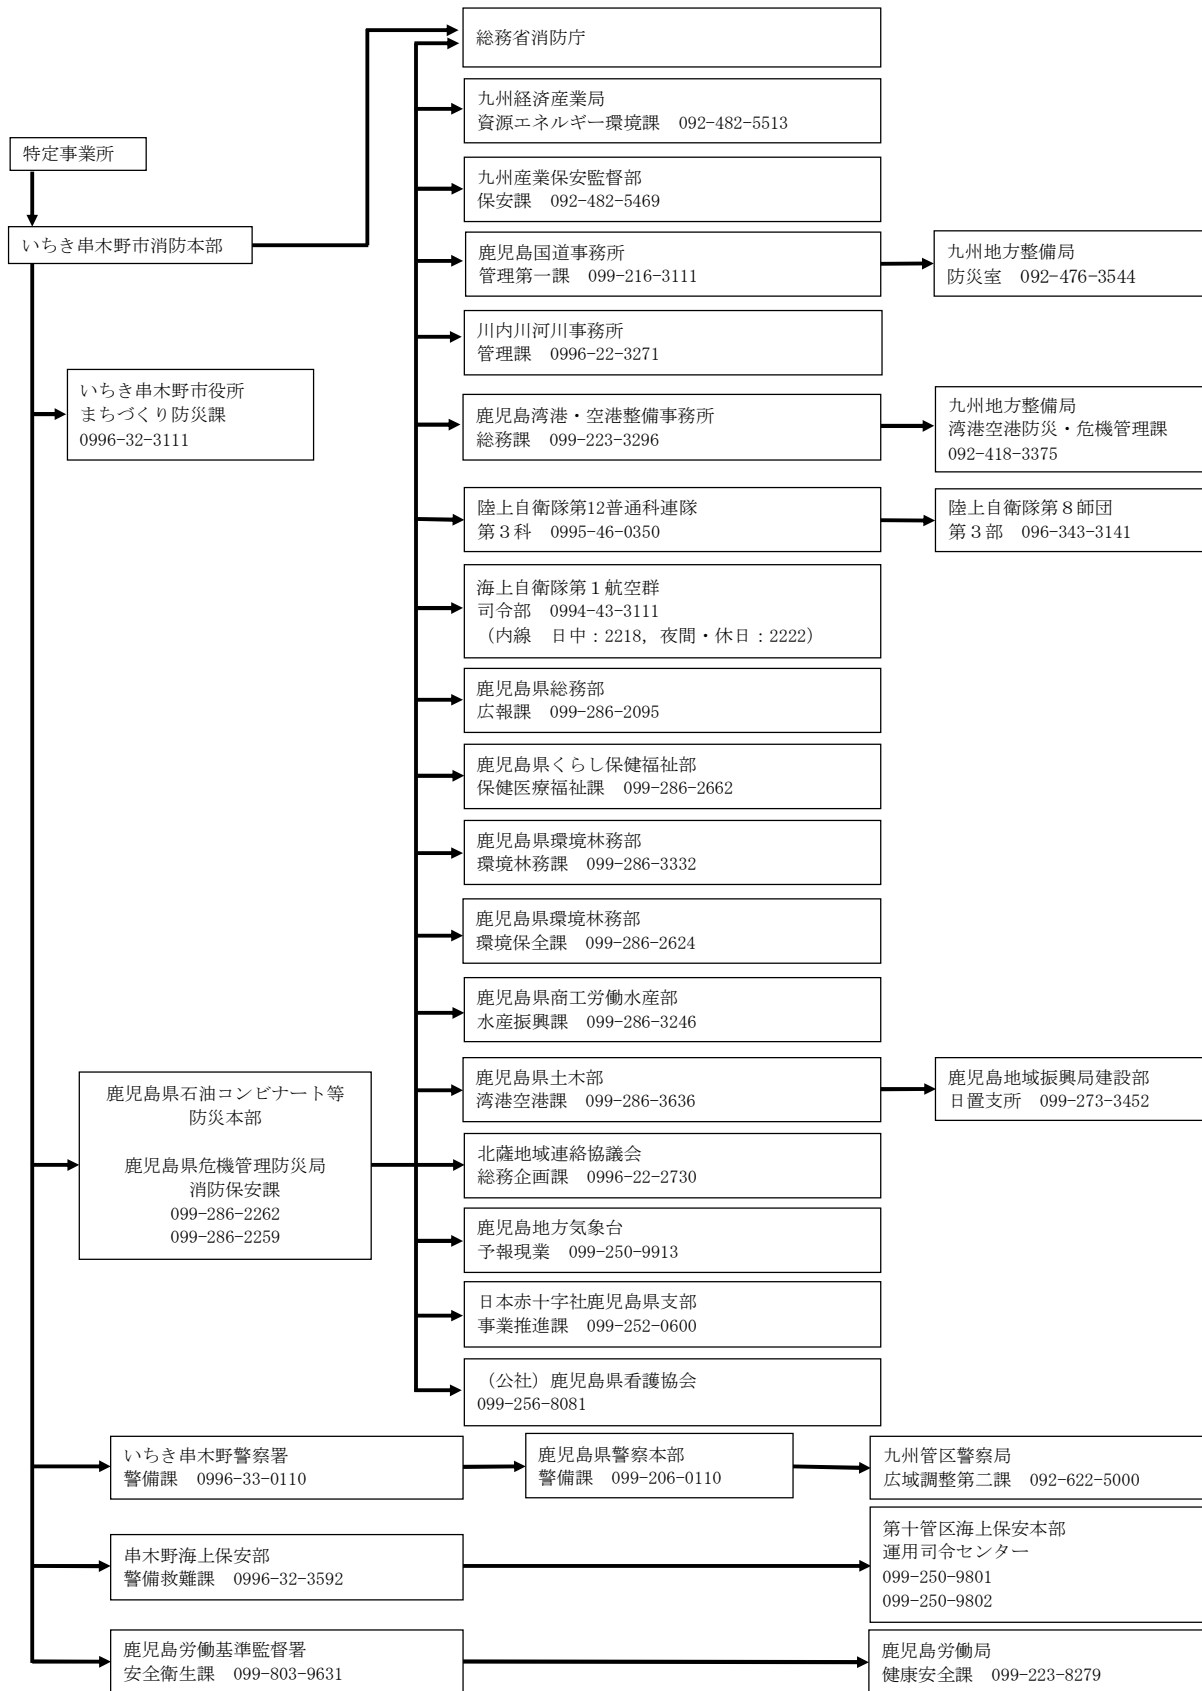 総務省消防庁
九州経済産業局
資源エネルギー環境課　092-482-5513
特定事業所
九州産業保安監督部
保安課　092-482-5469
いちき串木野市消防本部
鹿児島国道事務所
管理第一課　099-216-3111
九州地方整備局
防災室　092-476-3544
川内川河川事務所
管理課　0996-22-3271
いちき串木野市役所
まちづくり防災課
0996-32-3111
鹿児島湾港・空港整備事務所
総務課　099-223-3296
九州地方整備局
湾港空港防災・危機管理課
092-418-3375
陸上自衛隊第12普通科連隊
第３科　0995-46-0350
陸上自衛隊第８師団
第３部　096-343-3141
海上自衛隊第１航空群
司令部　0994-43-3111
（内線　日中：2218，夜間・休日：2222）
鹿児島県総務部
広報課　099-286-2095
鹿児島県くらし保健福祉部
保健医療福祉課　099-286-2662
鹿児島県環境林務部
環境林務課　099-286-3332
鹿児島県環境林務部
環境保全課　099-286-2624
鹿児島県商工労働水産部
水産振興課　099-286-3246
鹿児島県石油コンビナート等
防災本部
鹿児島県危機管理防災局
消防保安課
099-286-2262
099-286-2259
鹿児島県土木部
湾港空港課　099-286-3636
鹿児島地域振興局建設部
日置支所　099-273-3452
北薩地域連絡協議会
総務企画課　0996-22-2730
鹿児島地方気象台
予報現業　099-250-9913
日本赤十字社鹿児島県支部
事業推進課　099-252-0600
（公社）鹿児島県看護協会
099-256-8081
いちき串木野警察署
警備課　0996-33-0110
鹿児島県警察本部
警備課　099-206-0110
九州管区警察局
広域調整第二課　092-622-5000
串木野海上保安部
警備救難課　0996-32-3592
第十管区海上保安本部
運用司令センター
099-250-9801
099-250-9802
鹿児島労働基準監督署
安全衛生課　099-803-9631
鹿児島労働局
健康安全課　099-223-8279